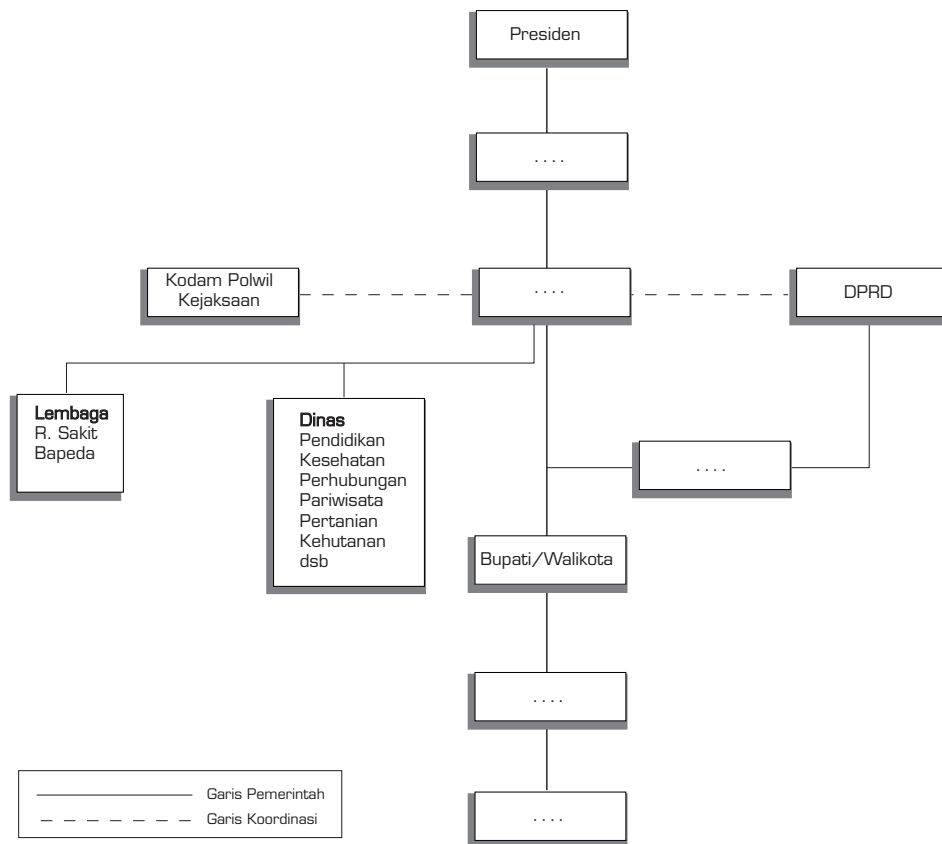 Presiden
. . . .
Kodam Polwil
Kejaksaan
. . . .
DPRD
Lembaga
R. Sakit
Bapeda
Dinas
Pendidikan
Kesehatan
Perhubungan
Pariwisata
Pertanian
Kehutanan
dsb
. . . .
Bupati/Walikota
. . . .
. . . .
Garis Pemerintah
Garis Koordinasi